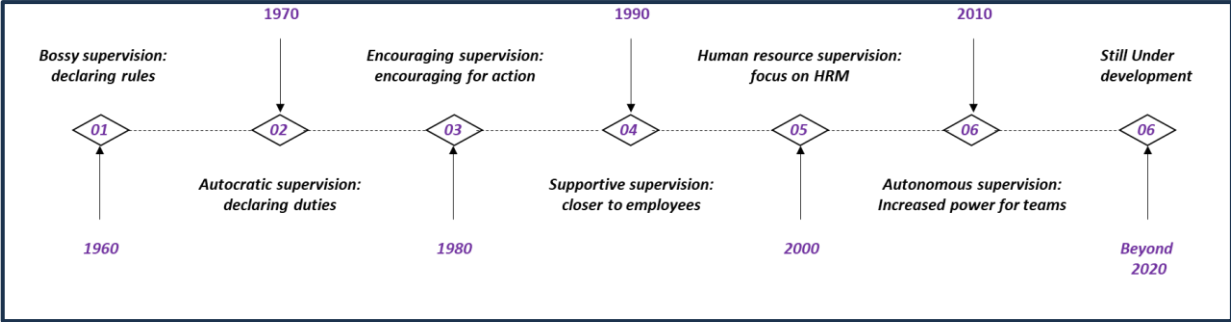 1970
1990
2010
Bossy supervision:
declaring rules
Encouraging supervision:
encouraging for action
Human resource supervision:
focus on HRM
Still Under
development
01
02
03
04
05
06
06
Autocratic supervision:
declaring duties
Supportive supervision:
closer to employees
Autonomous supervision:
Increased power for teams
1960
1980
2000
Beyond
2020